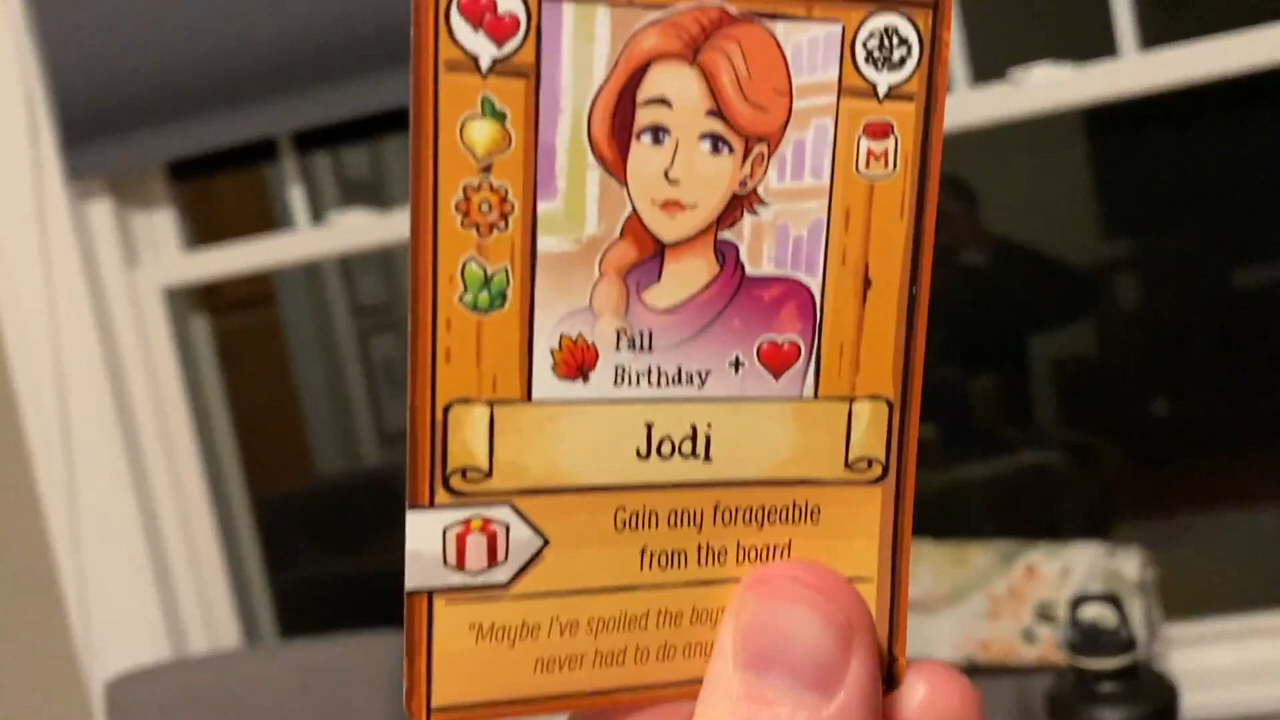 M
Fall
Birthday
+
Jodi
Gain any forageable
from the board
"Maybe I've spoiled the boy
never had to do any